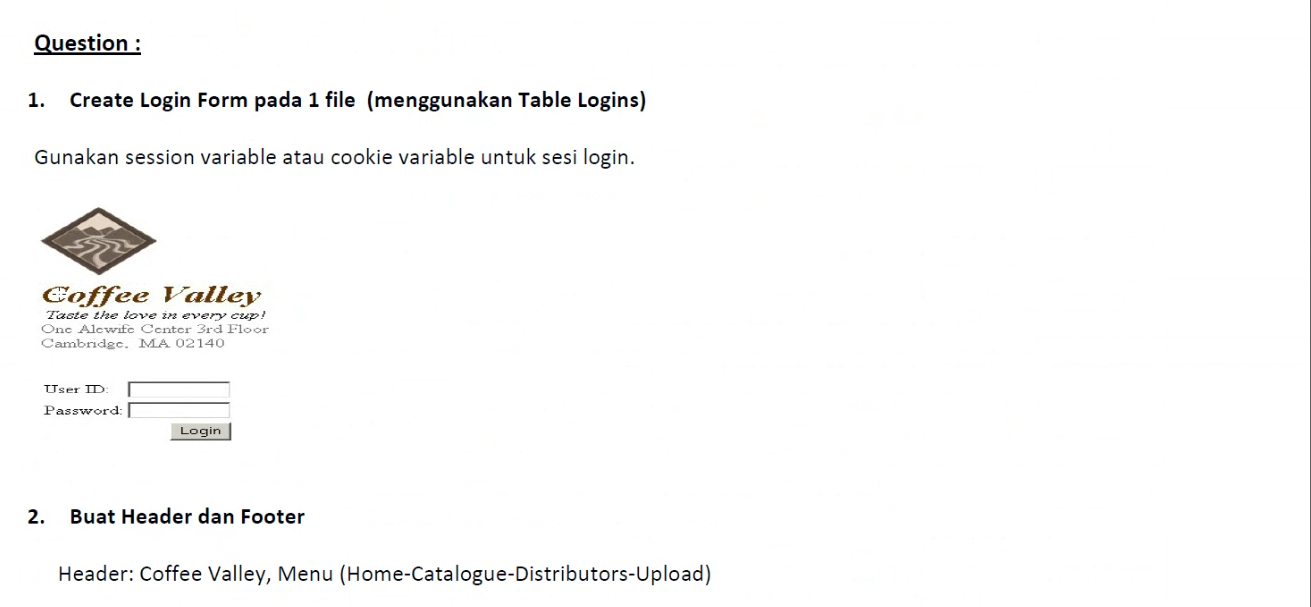 Question :
1. Create Login Form pada 1 file (menggunakan Table Logins)
Gunakan session variable atau cookie variable untuk sesi login.
Coffee Valley
Taste the love in every cup!
One Alewife Center 3rd Floor
Cambridge, MA 02140
User ID:
Password:
Login
2. Buat Header dan Footer
Header: Coffee Valley, Menu (Home-Catalogue-Distributors-Upload)